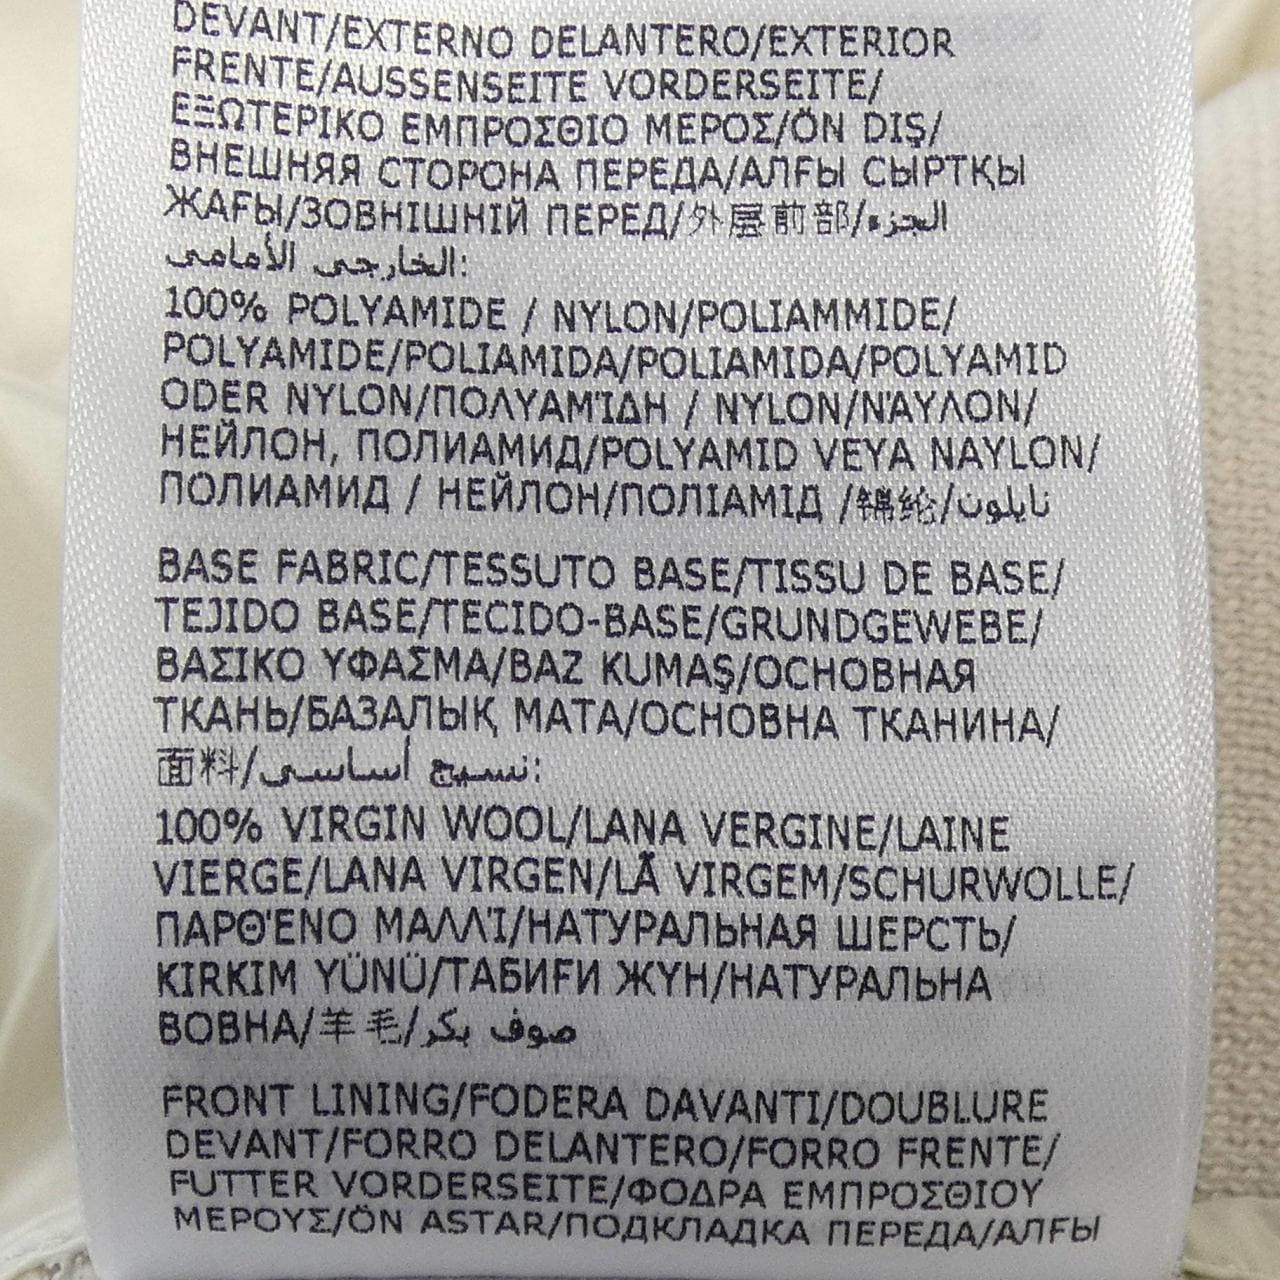 DEVANT/EXTERNO DELANTERO/EXTERIOR
FRENTE/AUSSENSEITE VORDERSEITE/
ΕΞΩΤΕΡΙΚΟ ΕΜΠΡΟΣΘΙΟ ΜΕΡΟΣ/ÖN DIŞ/
ВНЕШНЯЯ СТОРОНА ПЕРЕДА/АЛҒЫ СЫРТҚЫ
ЖАҒЫ/ЗОВНІШНІЙ ПЕРЕД/外层前部/الجزء
الخارجي الأمامي:
100% POLYAMIDE / NYLON/POLIAMMIDE/
POLYAMIDE/POLIAMIDA/POLIAMIDA/POLYAMID
ODER NYLON/ΠΟΛΥΑΜΊΔΗ / NYLON/ΝΆΥΛΟΝ/
НЕЙЛОН, ПОЛИАМИД/POLYAMID VEYA NAYLON/
ПОЛИАМИД / НЕЙЛОН/ПОЛІАМІД /锦纶/نايلون
BASE FABRIC/TESSUTO BASE/TISSU DE BASE/
TEJIDO BASE/TECIDO-BASE/GRUNDGEWEBE/
ΒΑΣΙΚΟ ΥΦΑΣΜΑ/BAZ KUMAŞ/ОСНОВНАЯ
ТКАНЬ/БАЗАЛЫҚ МАТА/ОСНОВНА ТКАНИНА/
面料/نسيج أساسي:
100% VIRGIN WOOL/LANA VERGINE/LAINE
VIERGE/LANA VIRGEN/LÃ VIRGEM/SCHURWOLLE/
ΠΑΡΘΈΝΟ ΜΑΛΛΊ/НАТУРАЛЬНАЯ ШЕРСТЬ/
KIRKIM YÜNÜ/ТАБИҒИ ЖҮН/НАТУРАЛЬНА
ВОВНА/羊毛/صوف بكر
FRONT LINING/FODERA DAVANTI/DOUBLURE
DEVANT/FORRO DELANTERO/FORRO FRENTE/
FUTTER VORDERSEITE/ΦΟΔΡΑ ΕΜΠΡΟΣΘΙΟΥ
ΜΕΡΟΥΣ/ÖN ASTAR/ПОДКЛАДКА ПЕРЕДА/АЛҒЫ